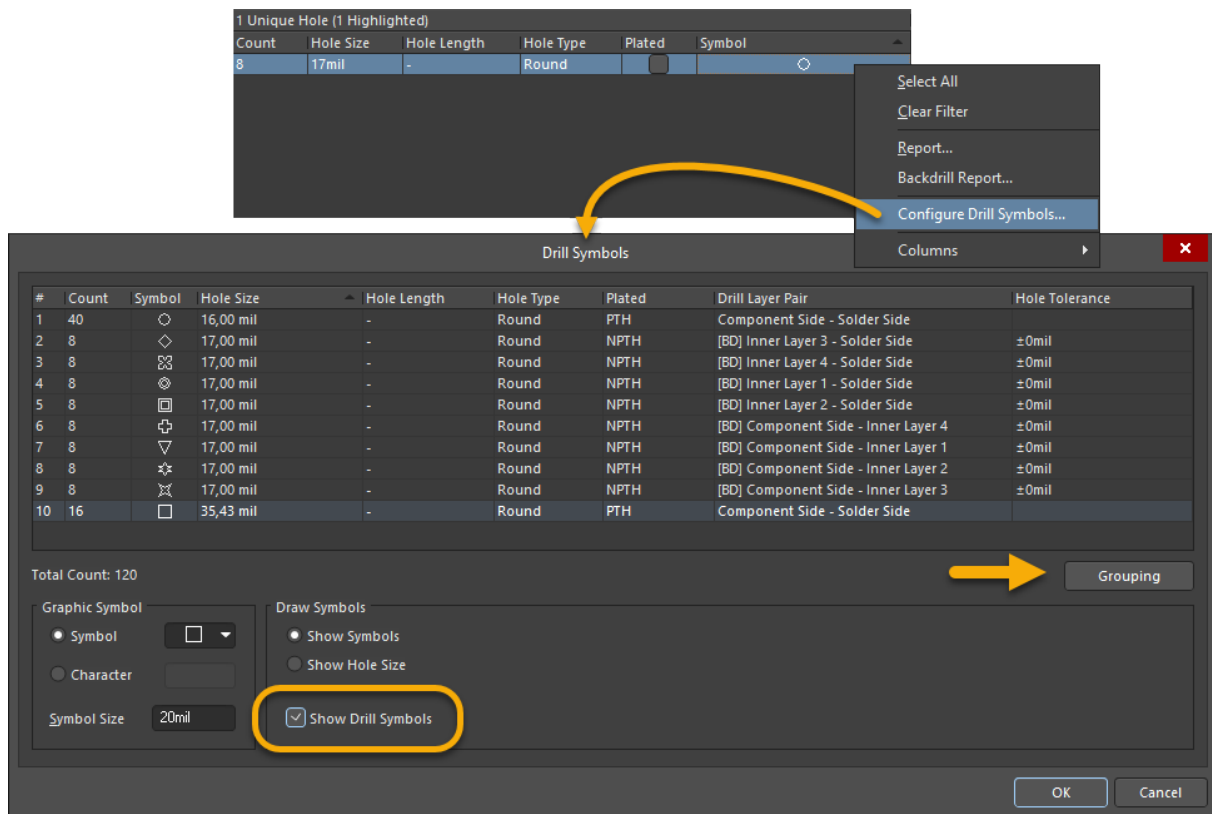 1 Unique Hole (1 Highlighted)
Count Hole Size Hole Length Hole Type Plated Symbol
8 17mil - Round
Select All
Clear Filter
Report...
Backdrill Report...
Configure Drill Symbols...
Columns
Drill Symbols
# Count Symbol Hole Size Hole Length Hole Type Plated Drill Layer Pair Hole Tolerance
1 40 16,00 mil - Round PTH Component Side - Solder Side
2 8 17,00 mil - Round NPTH [BD] Inner Layer 3 - Solder Side ±0mil
3 8 17,00 mil - Round NPTH [BD] Inner Layer 4 - Solder Side ±0mil
4 8 17,00 mil - Round NPTH [BD] Inner Layer 1 - Solder Side ±0mil
5 8 17,00 mil - Round NPTH [BD] Inner Layer 2 - Solder Side ±0mil
6 8 17,00 mil - Round NPTH [BD] Component Side - Inner Layer 4 ±0mil
7 8 17,00 mil - Round NPTH [BD] Component Side - Inner Layer 1 ±0mil
8 8 17,00 mil - Round NPTH [BD] Component Side - Inner Layer 2 ±0mil
9 8 17,00 mil - Round NPTH [BD] Component Side - Inner Layer 3 ±0mil
10 16 35,43 mil - Round PTH Component Side - Solder Side
Total Count: 120
Grouping
Graphic Symbol
Symbol
Character
Symbol Size 20mil
Draw Symbols
Show Symbols
Show Hole Size
Show Drill Symbols
OK Cancel